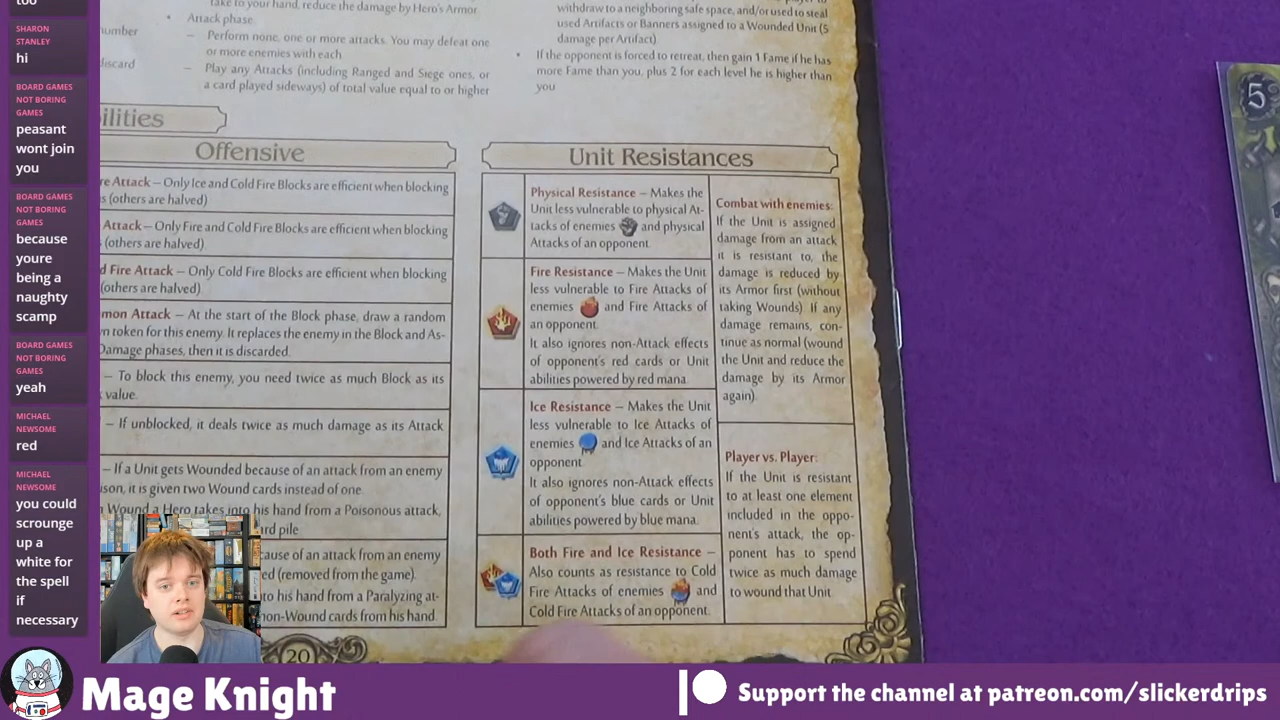 too
SHARON
STANLEY
hi
BOARD GAMES
NOT BORING
GAMES
peasant
wont join
you
BOARD GAMES
NOT BORING
GAMES
because
youre
being a
naughty
scamp
BOARD GAMES
NOT BORING
GAMES
yeah
MICHAEL
NEWSOME
red
MICHAEL
NEWSOME
you could
scrounge
up a
white for
the spell
if
necessary
take to your hand, reduce the damage by Hero's Armor
• Attack phase
– Perform none, one or more attacks. You may defeat one
or more enemies with each
– Play any Attacks (including Ranged and Siege ones, or
a card played sideways) of total value equal to or higher
number
discard
withdraw to a neighboring safe space, and/or used to steal
used Artifacts or Banners assigned to a Wounded Unit (5
damage per Artifact)
• If the opponent is forced to retreat, then gain 1 Fame if he has
more Fame than you, plus 2 for each level he is higher than
you
5
ilities
Offensive
re Attack – Only Ice and Cold Fire Blocks are efficient when blocking
s (others are halved)
Attack – Only Fire and Cold Fire Blocks are efficient when blocking
(others are halved)
d Fire Attack – Only Cold Fire Blocks are efficient when blocking
(others are halved)
mon Attack – At the start of the Block phase, draw a random
n token for this enemy. It replaces the enemy in the Block and As-
Damage phases, then it is discarded.
– To block this enemy, you need twice as much Block as its
value.
– If unblocked, it deals twice as much damage as its Attack
– If a Unit gets Wounded because of an attack from an enemy
son, it is given two Wound cards instead of one.
Wound a Hero takes into his hand from a Poisonous attack,
rd pile
cause of an attack from an enemy
ed (removed from the game).
to his hand from a Paralyzing at-
non-Wound cards from his hand.
20
Unit Resistances
Physical Resistance – Makes the
Unit less vulnerable to physical At-
tacks of enemies and physical
Attacks of an opponent.
Fire Resistance – Makes the Unit
less vulnerable to Fire Attacks of
enemies and Fire Attacks of
an opponent.
It also ignores non-Attack effects
of opponent's red cards or Unit
abilities powered by red mana.
Ice Resistance – Makes the Unit
less vulnerable to Ice Attacks of
enemies and Ice Attacks of an
opponent.
It also ignores non-Attack effects
of opponent's blue cards or Unit
abilities powered by blue mana.
Both Fire and Ice Resistance –
Also counts as resistance to Cold
Fire Attacks of enemies and
Cold Fire Attacks of an opponent.
Combat with enemies:
If the Unit is assigned
damage from an attack
it is resistant to, the
damage is reduced by
its Armor first (without
taking Wounds). If any
damage remains, con-
tinue as normal (wound
the Unit and reduce the
damage by its Armor
again).
Player vs. Player:
If the Unit is resistant
to at least one element
included in the oppo-
nent's attack, the op-
ponent has to spend
twice as much damage
to wound that Unit.
Mage Knight
Support the channel at patreon.com/slickerdrips